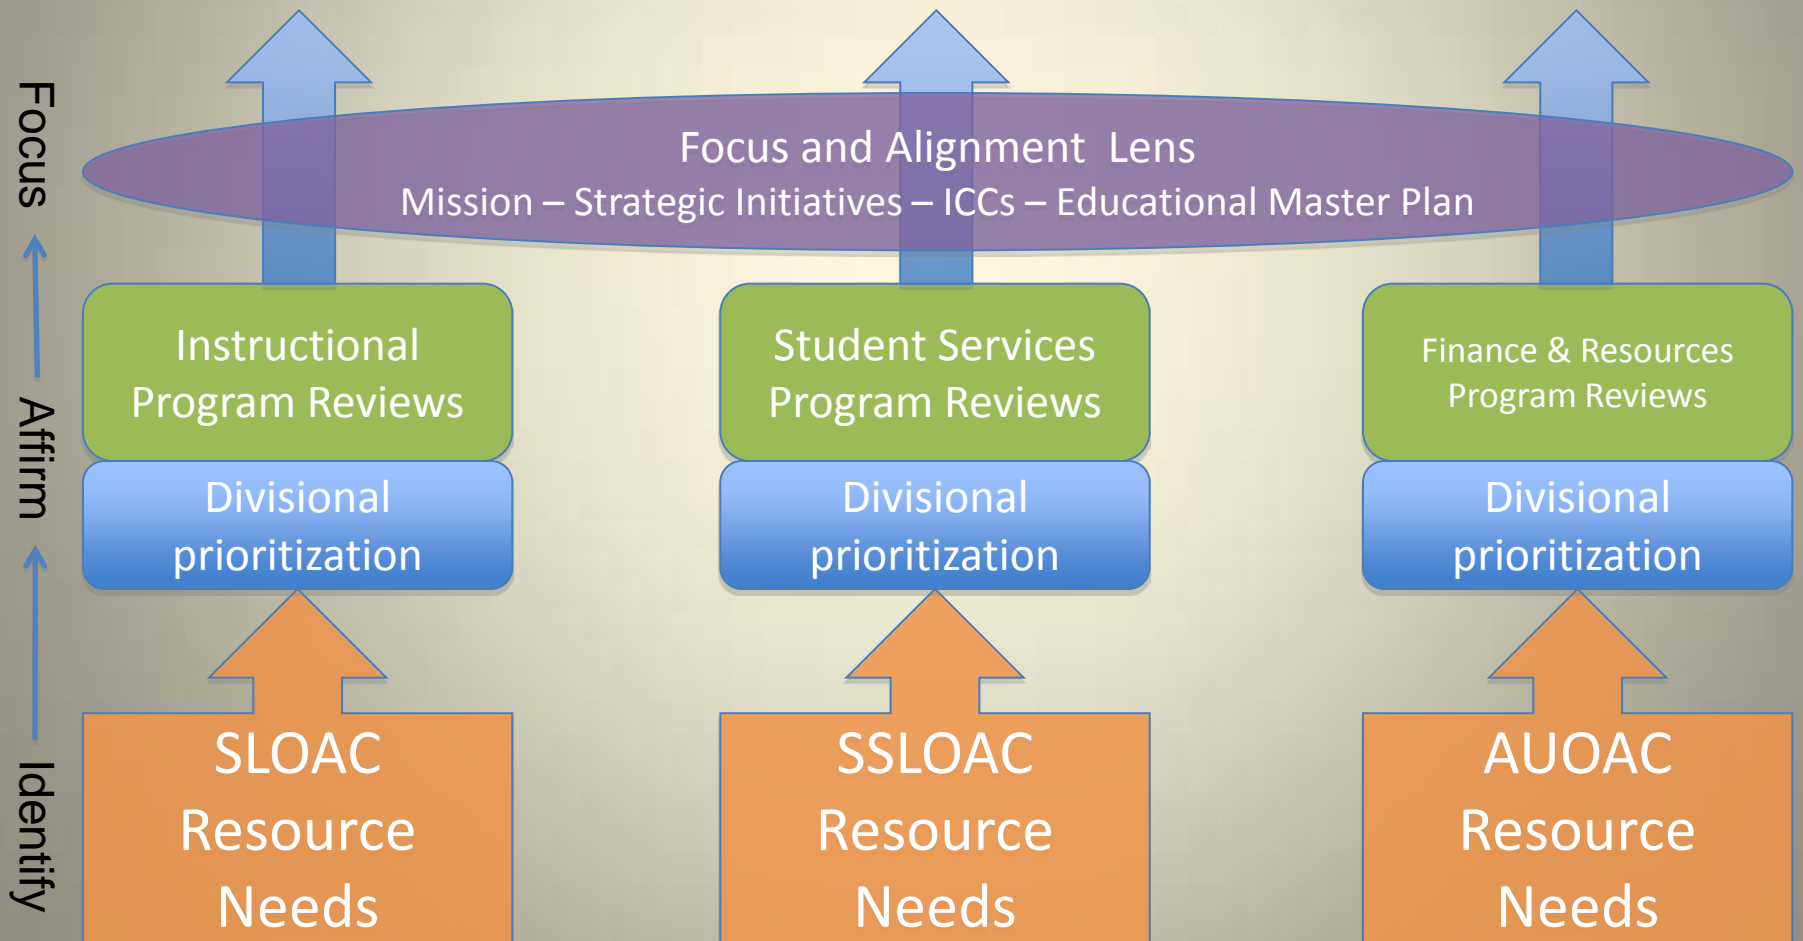 Focus and Alignment  Lens
Mission – Strategic Initiatives – ICCs – Educational Master Plan
Instructional
Program Reviews
Student Services
Program Reviews
Finance & Resources
Program Reviews
Divisional
prioritization
Divisional
prioritization
Divisional
prioritization
SLOAC
Resource
Needs
SSLOAC
Resource
Needs
AUOAC
Resource
Needs
Focus
Affirm
Identify